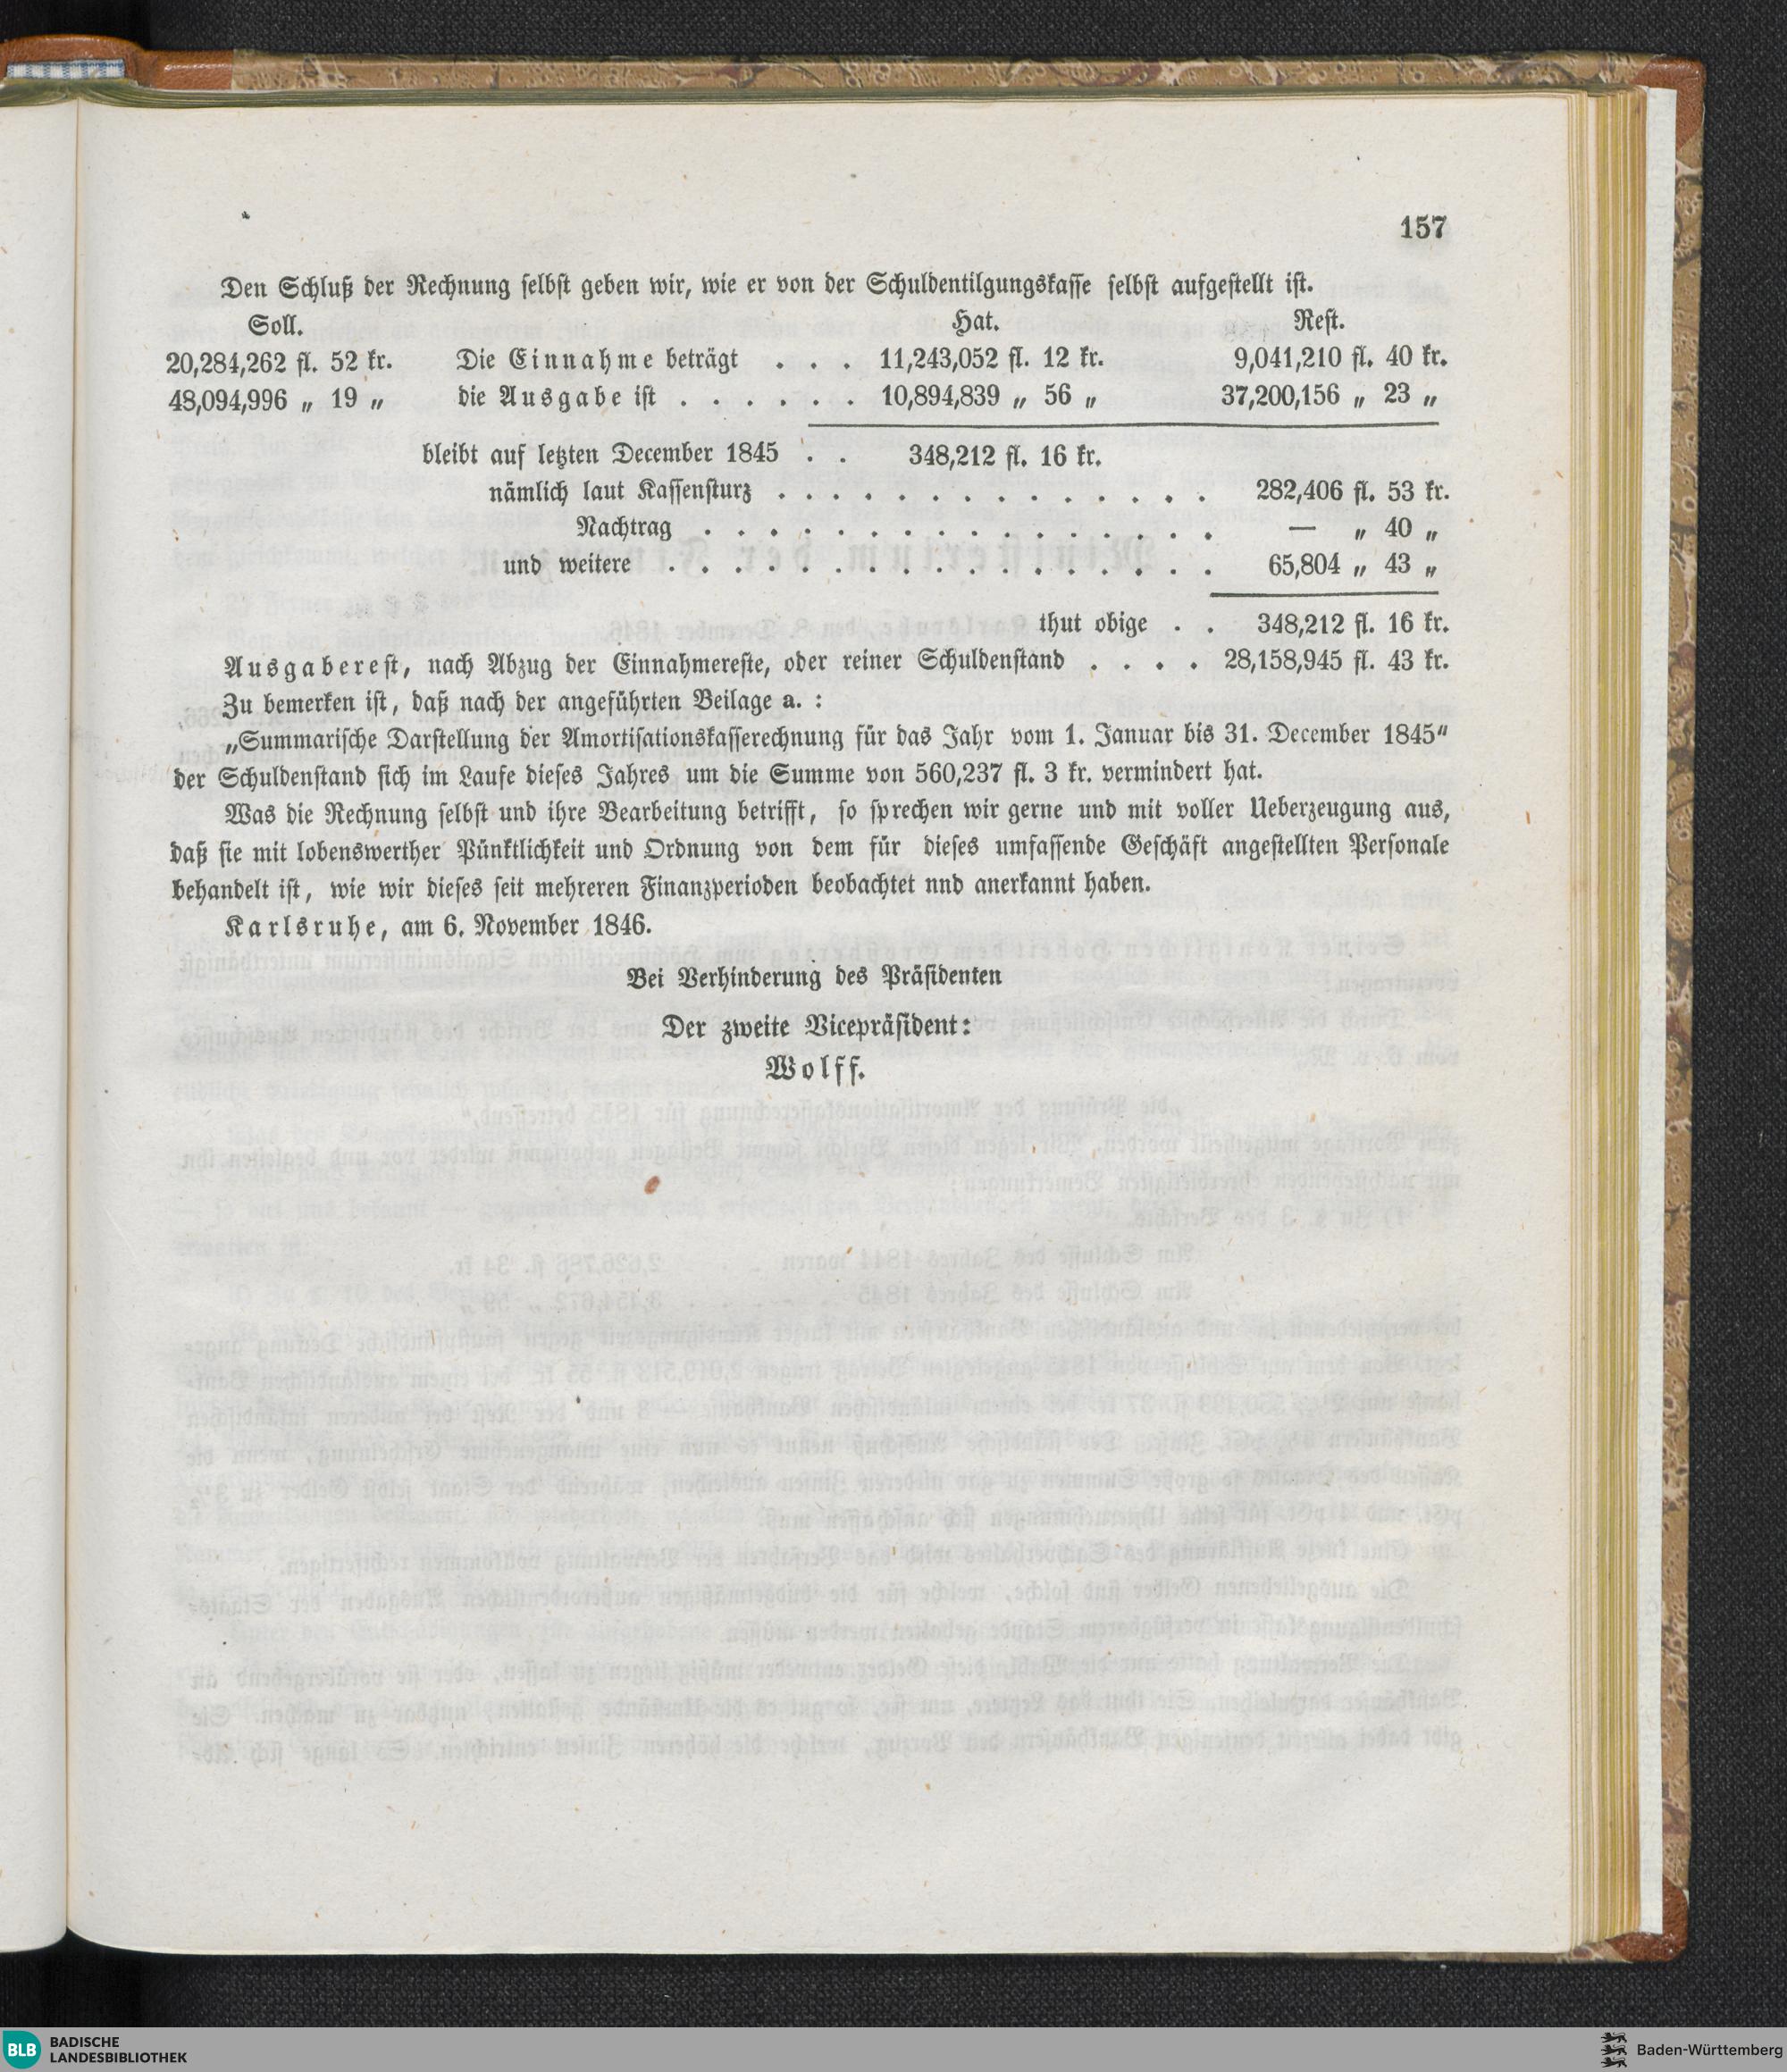 157
Den Schluß der Rechnung selbst geben wir, wie er von der Schuldentilgungskasse selbst aufgestellt ist.
Soll. Hat. Rest.
20,284,262 fl. 52 kr. Die Einnahme beträgt . . . 11,243,052 fl. 12 kr. 9,041,210 fl. 40 kr.
48,094,996 „ 19 „ die Ausgabe ist . . . . . . 10,894,839 „ 56 „ 37,200,156 „ 23 „
bleibt auf letzten December 1845 . . 348,212 fl. 16 kr.
nämlich laut Kassensturz . . . . . . . . . . . . . . 282,406 fl. 53 kr.
Nachtrag . . . . . . . . . . . . . . . . — „ 40 „
und weitere . . . . . . . . . . . . . . . . . 65,804 „ 43 „
thut obige . . 348,212 fl. 16 kr.
Ausgaberest, nach Abzug der Einnahmereste, oder reiner Schuldenstand . . . . 28,158,945 fl. 43 kr.
Zu bemerken ist, daß nach der angeführten Beilage a. :
„Summarische Darstellung der Amortisationskasserechnung für das Jahr vom 1. Januar bis 31. December 1845“
der Schuldenstand sich im Laufe dieses Jahres um die Summe von 560,237 fl. 3 kr. vermindert hat.
Was die Rechnung selbst und ihre Bearbeitung betrifft, so sprechen wir gerne und mit voller Ueberzeugung aus,
daß sie mit lobenswerther Pünktlichkeit und Ordnung von dem für dieses umfassende Geschäft angestellten Personale
behandelt ist, wie wir dieses seit mehreren Finanzperioden beobachtet nnd anerkannt haben.
Karlsruhe, am 6. November 1846.
Bei Verhinderung des Präsidenten
Der zweite Vicepräsident:
Wolff.
BLB BADISCHE
LANDESBIBLIOTHEK
Baden-Württemberg